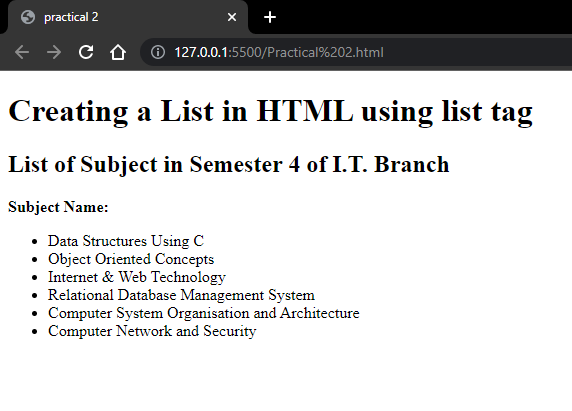 practical 2
127.0.0.1:5500/Practical%202.html
Creating a List in HTML using list tag
List of Subject in Semester 4 of I.T. Branch
Subject Name:
• Data Structures Using C
• Object Oriented Concepts
• Internet & Web Technology
• Relational Database Management System
• Computer System Organisation and Architecture
• Computer Network and Security